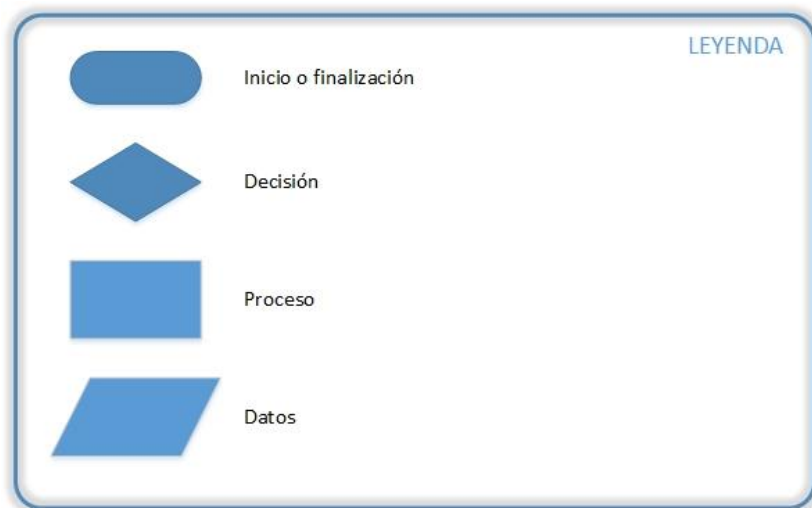 LEYENDA
Inicio o finalización
Decisión
Proceso
Datos